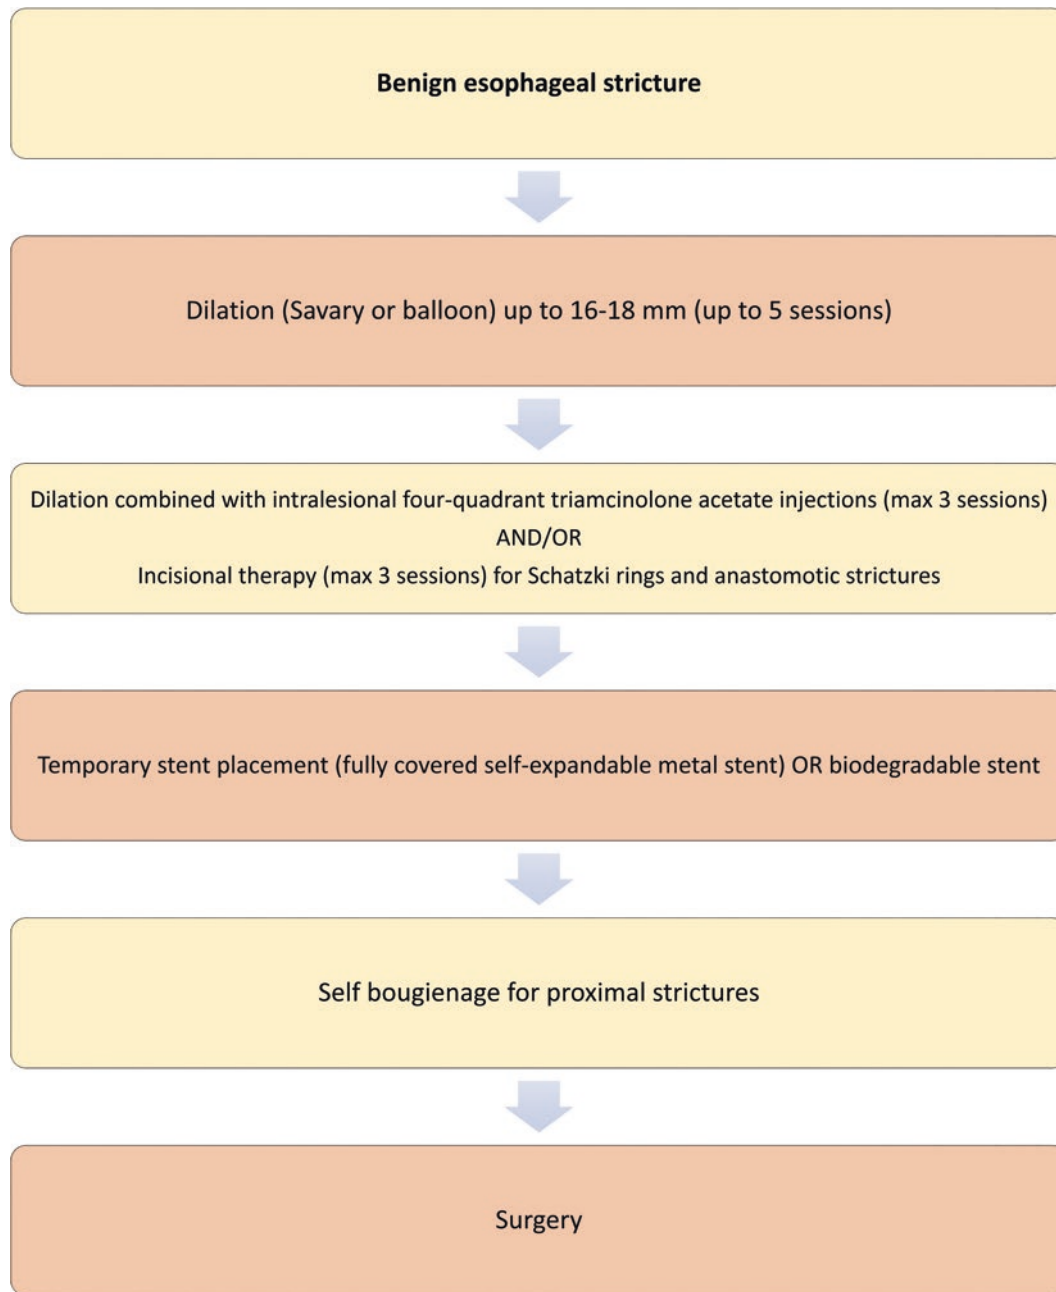 Benign esophageal stricture
Dilation (Savary or balloon) up to 16-18 mm (up to 5 sessions)
Dilation combined with intralesional four-quadrant triamcinolone acetate injections (max 3 sessions)
AND/OR
Incisional therapy (max 3 sessions) for Schatzki rings and anastomotic strictures
Temporary stent placement (fully covered self-expandable metal stent) OR biodegradable stent
Self bougienage for proximal strictures
Surgery